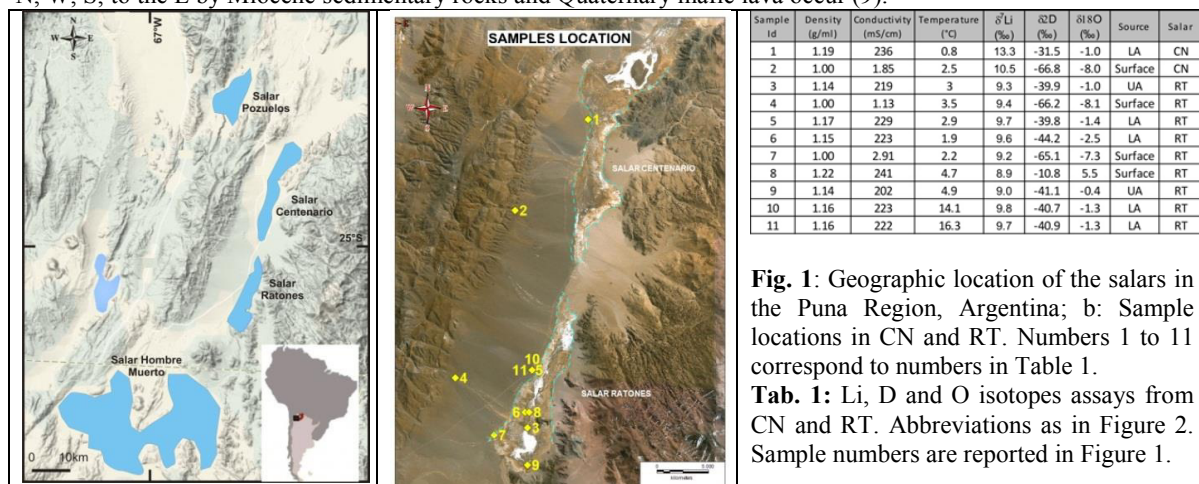 N, W, S; to the E by Miocene sedimentary rocks and Quaternary mafic lava occur (9).
67°W
N
W E
S
Salar
Pozuelos
Salar
Centenario
25°S
Salar
Ratones
Salar Hombre
Muerto
0 10km
SAMPLES LOCATION
N
W E
S
1
SALAR CENTENARIO
2
10
11 5
4
SALAR RATONES
6 8
3
7
9
Sample Id Density (g/ml) Conductivity (mS/cm) Temperature (°C) δ7Li (‰) δ2D (‰) δ18O (‰) Source Salar
1 1.19 236 0.8 13.3 -31.5 -1.0 LA CN
2 1.00 1.85 2.5 10.5 -66.8 -8.0 Surface CN
3 1.14 219 3 9.3 -39.9 -1.0 UA RT
4 1.00 1.13 3.5 9.4 -66.2 -8.1 Surface RT
5 1.17 229 2.9 9.7 -39.8 -1.4 LA RT
6 1.15 223 1.9 9.6 -44.2 -2.5 LA RT
7 1.00 2.91 2.2 9.2 -65.1 -7.3 Surface RT
8 1.22 241 4.7 8.9 -10.8 5.5 Surface RT
9 1.14 202 4.9 9.0 -41.1 -0.4 UA RT
10 1.16 223 14.1 9.8 -40.7 -1.3 LA RT
11 1.16 222 16.3 9.7 -40.9 -1.3 LA RT
Fig. 1: Geographic location of the salars in
the Puna Region, Argentina; b: Sample
locations in CN and RT. Numbers 1 to 11
correspond to numbers in Table 1.
Tab. 1: Li, D and O isotopes assays from
CN and RT. Abbreviations as in Figure 2.
Sample numbers are reported in Figure 1.